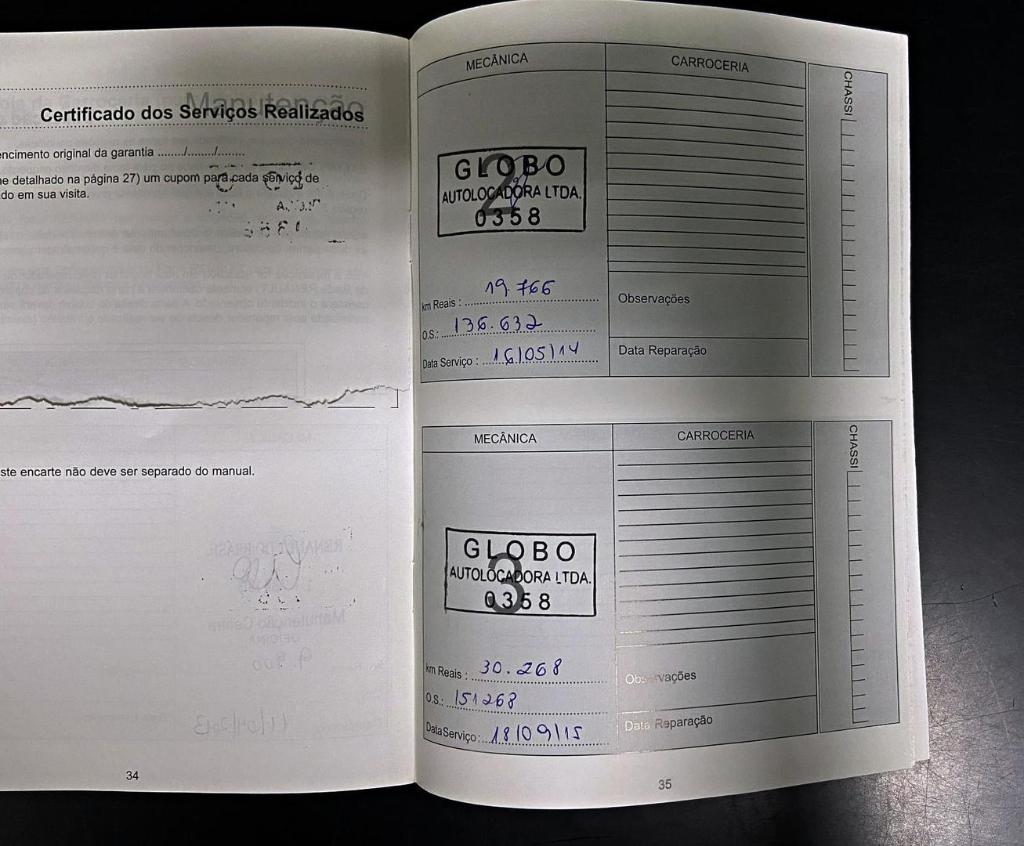 Certificado dos Serviços Realizados
encimento original da garantia ......../......../........
e detalhado na página 27) um cupom para cada serviço de
do em sua visita.
ste encarte não deve ser separado do manual.
34
MECÂNICA
CARROCERIA
CHASSI
2
GLOBO
AUTOLOCADORA LTDA.
0358
km Reais : 19.766
O.S.: 136.632
Data Serviço : 16/05/14
Observações
Data Reparação
MECÂNICA
CARROCERIA
CHASSI
3
GLOBO
AUTOLOCADORA LTDA.
0358
km Reais : 30.268
O.S.: 151268
Data Serviço : 18/09/15
Observações
Data Reparação
35